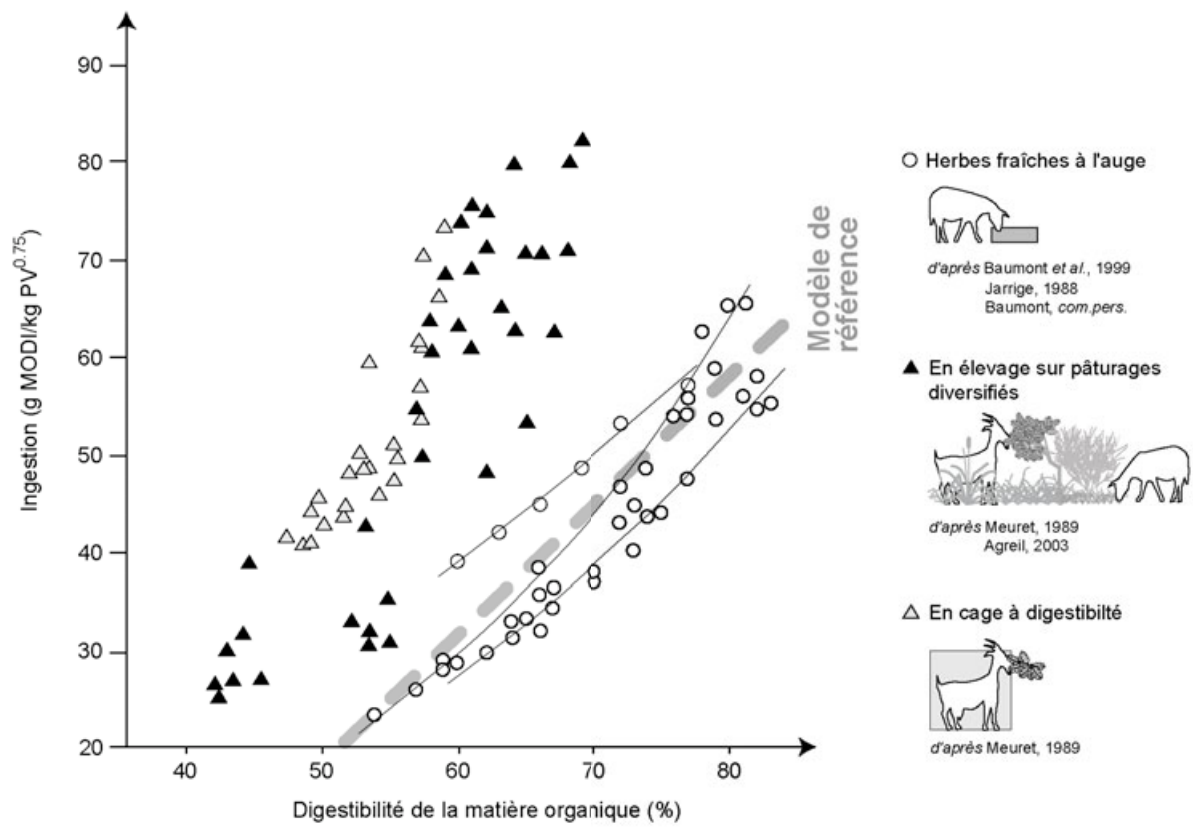 90
80
70
60
50
40
30
20
40
50
60
70
80
Ingestion (g MODI/kg PV0.75)
Digestibilité de la matière organique (%)
Modèle de
référence
Herbes fraîches à l'auge
d'après Baumont et al., 1999
Jarrige, 1988
Baumont, com.pers.
En élevage sur pâturages
diversifiés
d'après Meuret, 1989
Agreil, 2003
En cage à digestibilté
d'après Meuret, 1989